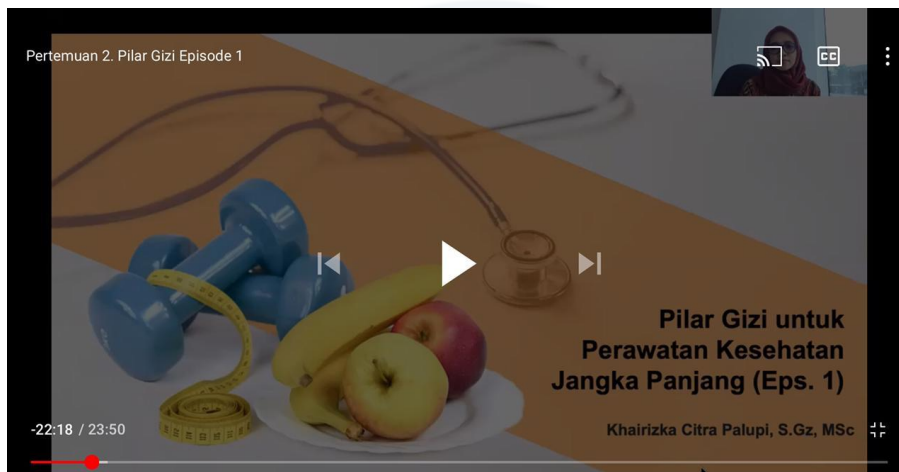 Pertemuan 2. Pilar Gizi Episode 1
CC
Pilar Gizi untuk
Perawatan Kesehatan
Jangka Panjang (Eps. 1)
Khairizka Citra Palupi, S.Gz, MSc
-22:18 / 23:50